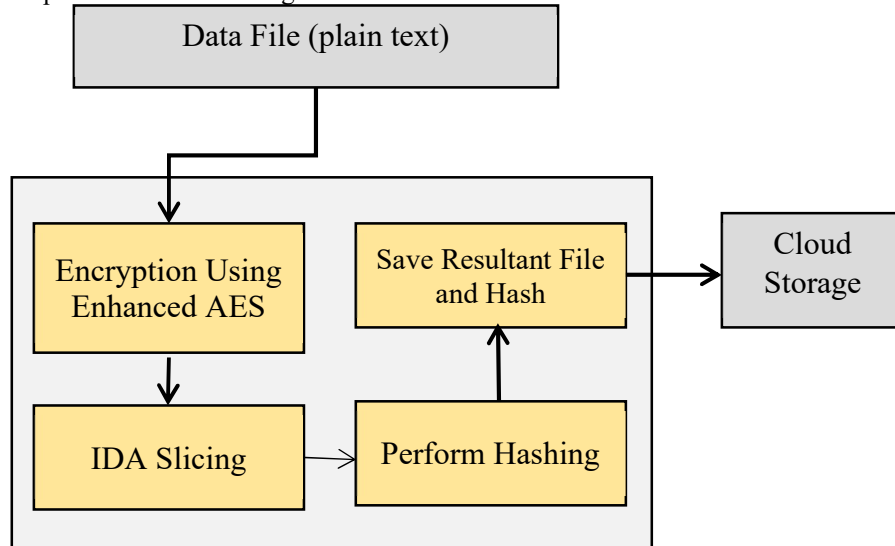 Data File (plain text)
Encryption Using
Enhanced AES
Save Resultant File
and Hash
Cloud
Storage
IDA Slicing
Perform Hashing